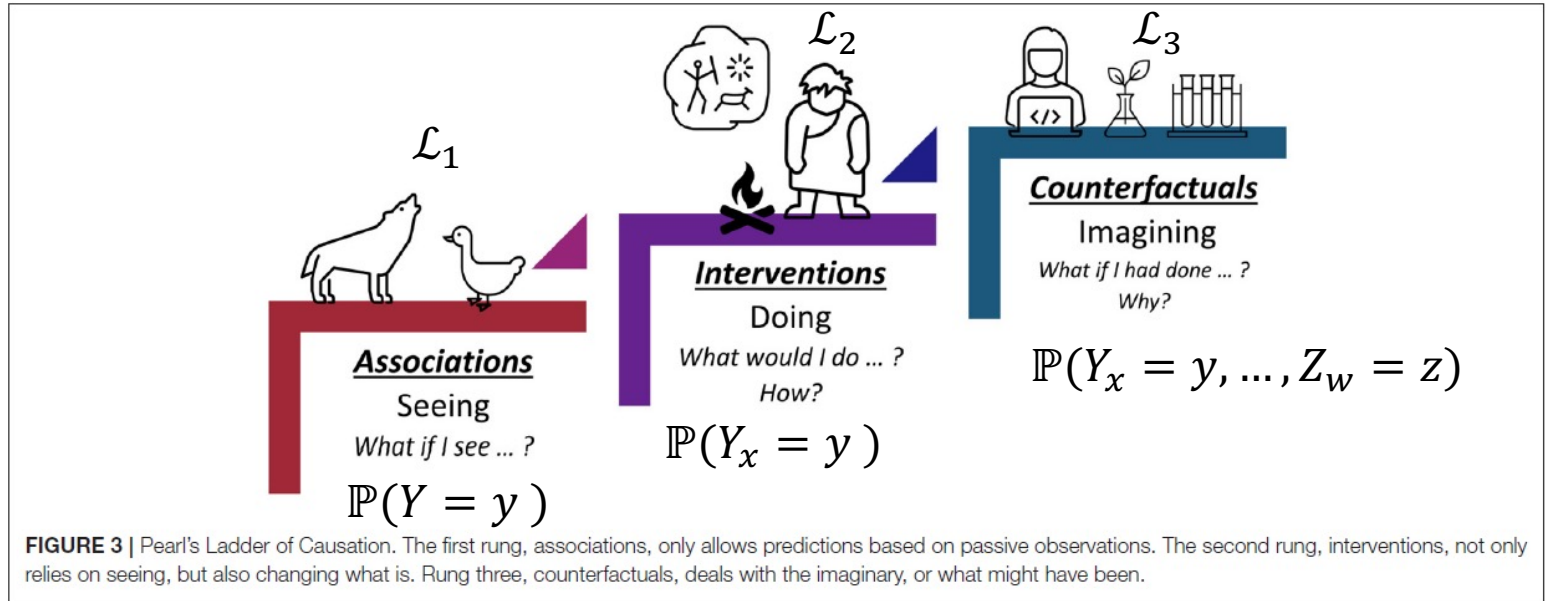 ℒ₁
Associations
Seeing
What if I see ... ?
ℙ(Y = y )
ℒ₂
Interventions
Doing
What would I do ... ?
How?
ℙ(Yₓ = y )
ℒ₃
</>
Counterfactuals
Imagining
What if I had done ... ?
Why?
ℙ(Yₓ = y, ... , Z_w = z)
FIGURE 3 | Pearl's Ladder of Causation. The first rung, associations, only allows predictions based on passive observations. The second rung, interventions, not only
relies on seeing, but also changing what is. Rung three, counterfactuals, deals with the imaginary, or what might have been.